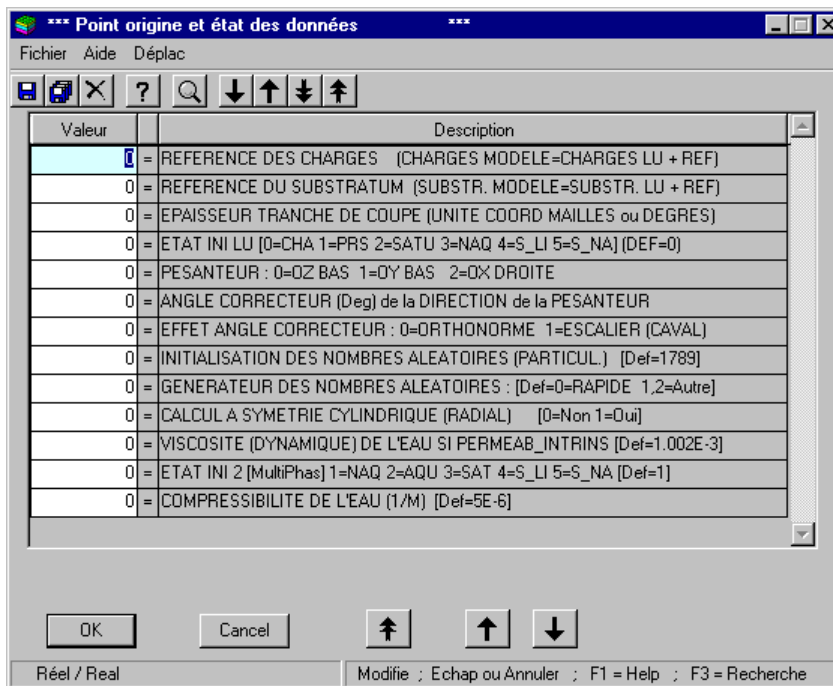 *** Point origine et état des données ***
Fichier Aide Déplac
?
Valeur Description
0 = REFERENCE DES CHARGES (CHARGES MODELE=CHARGES LU + REF)
0 = REFERENCE DU SUBSTRATUM (SUBSTR. MODELE=SUBSTR. LU + REF)
0 = EPAISSEUR TRANCHE DE COUPE (UNITE COORD MAILLES ou DEGRES)
0 = ETAT INI LU [0=CHA 1=PRS 2=SATU 3=NAQ 4=S_LI 5=S_NA] (DEF=0)
0 = PESANTEUR : 0=OZ BAS 1=OY BAS 2=OX DROITE
0 = ANGLE CORRECTEUR (Deg) de la DIRECTION de la PESANTEUR
0 = EFFET ANGLE CORRECTEUR : 0=ORTHONORME 1=ESCALIER (CAVAL)
0 = INITIALISATION DES NOMBRES ALEATOIRES (PARTICUL.) [Def=1789]
0 = GENERATEUR DES NOMBRES ALEATOIRES : [Def=0=RAPIDE 1,2=Autre]
0 = CALCUL A SYMETRIE CYLINDRIQUE (RADIAL) [0=Non 1=Oui]
0 = VISCOSITE (DYNAMIQUE) DE L'EAU SI PERMEAB_INTRINS [Def=1.002E-3]
0 = ETAT INI 2 [MultiPhas] 1=NAQ 2=AQU 3=SAT 4=S_LI 5=S_NA [Def=1]
0 = COMPRESSIBILITE DE L'EAU (1/M) [Def=5E-6]
OK Cancel
Réel / Real Modifie ; Echap ou Annuler ; F1 = Help ; F3 = Recherche